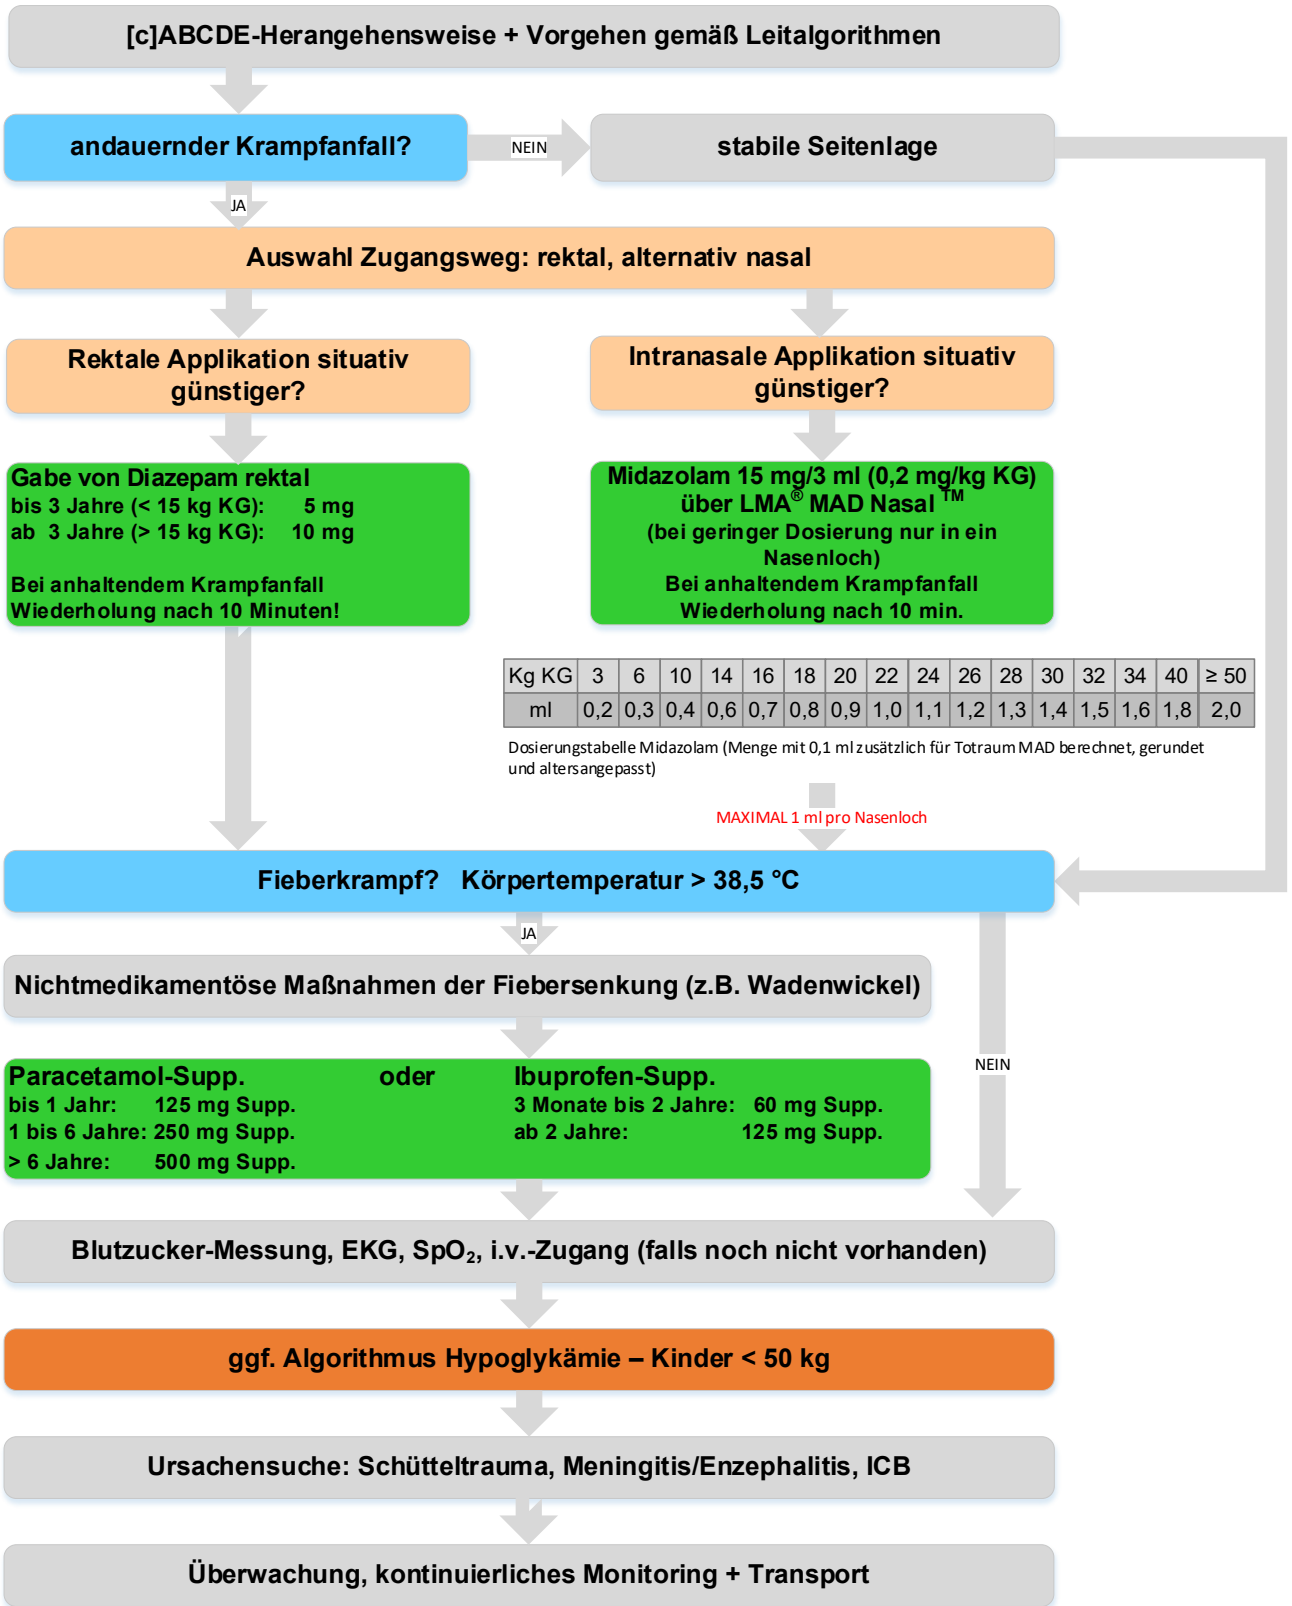 [c]ABCDE-Herangehensweise + Vorgehen gemäß Leitalgorithmen
andauernder Krampfanfall?
NEIN
stabile Seitenlage
JA
Auswahl Zugangsweg: rektal, alternativ nasal
Rektale Applikation situativ
günstiger?
Intranasale Applikation situativ
günstiger?
Gabe von Diazepam rektal
bis 3 Jahre (< 15 kg KG): 5 mg
ab 3 Jahre (> 15 kg KG): 10 mg
Bei anhaltendem Krampfanfall
Wiederholung nach 10 Minuten!
Midazolam 15 mg/3 ml (0,2 mg/kg KG)
über LMA® MAD Nasal ™
(bei geringer Dosierung nur in ein
Nasenloch)
Bei anhaltendem Krampfanfall
Wiederholung nach 10 min.
Kg KG 3 6 10 14 16 18 20 22 24 26 28 30 32 34 40 ≥ 50
ml 0,2 0,3 0,4 0,6 0,7 0,8 0,9 1,0 1,1 1,2 1,3 1,4 1,5 1,6 1,8 2,0
Dosierungstabelle Midazolam (Menge mit 0,1 ml zusätzlich für Totraum MAD berechnet, gerundet
und altersangepasst)
MAXIMAL 1 ml pro Nasenloch
Fieberkrampf? Körpertemperatur > 38,5 °C
JA
Nichtmedikamentöse Maßnahmen der Fiebersenkung (z.B. Wadenwickel)
NEIN
Paracetamol-Supp. oder Ibuprofen-Supp.
bis 1 Jahr: 125 mg Supp. 3 Monate bis 2 Jahre: 60 mg Supp.
1 bis 6 Jahre: 250 mg Supp. ab 2 Jahre: 125 mg Supp.
> 6 Jahre: 500 mg Supp.
Blutzucker-Messung, EKG, SpO₂, i.v.-Zugang (falls noch nicht vorhanden)
ggf. Algorithmus Hypoglykämie – Kinder < 50 kg
Ursachensuche: Schütteltrauma, Meningitis/Enzephalitis, ICB
Überwachung, kontinuierliches Monitoring + Transport